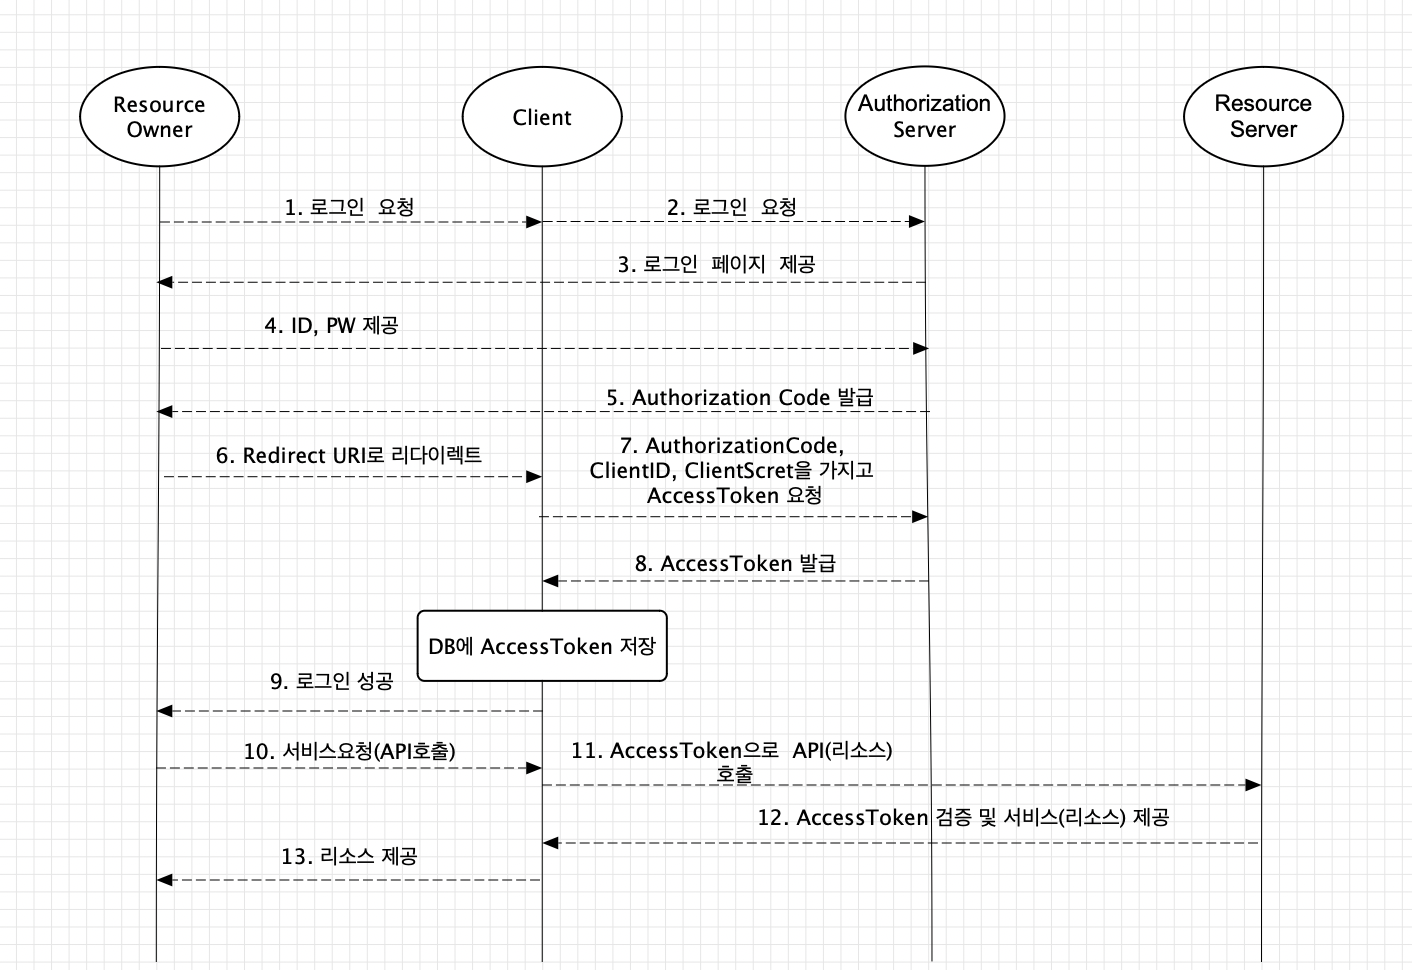 Resource
Owner
Client
Authorization
Server
Resource
Server
1. 로그인 요청
2. 로그인 요청
3. 로그인 페이지 제공
4. ID, PW 제공
5. Authorization Code 발급
6. Redirect URI로 리다이렉트
7. AuthorizationCode,
ClientID, ClientScret을 가지고
AccessToken 요청
8. AccessToken 발급
DB에 AccessToken 저장
9. 로그인 성공
10. 서비스요청(API호출)
11. AccessToken으로 API(리소스)
호출
12. AccessToken 검증 및 서비스(리소스) 제공
13. 리소스 제공